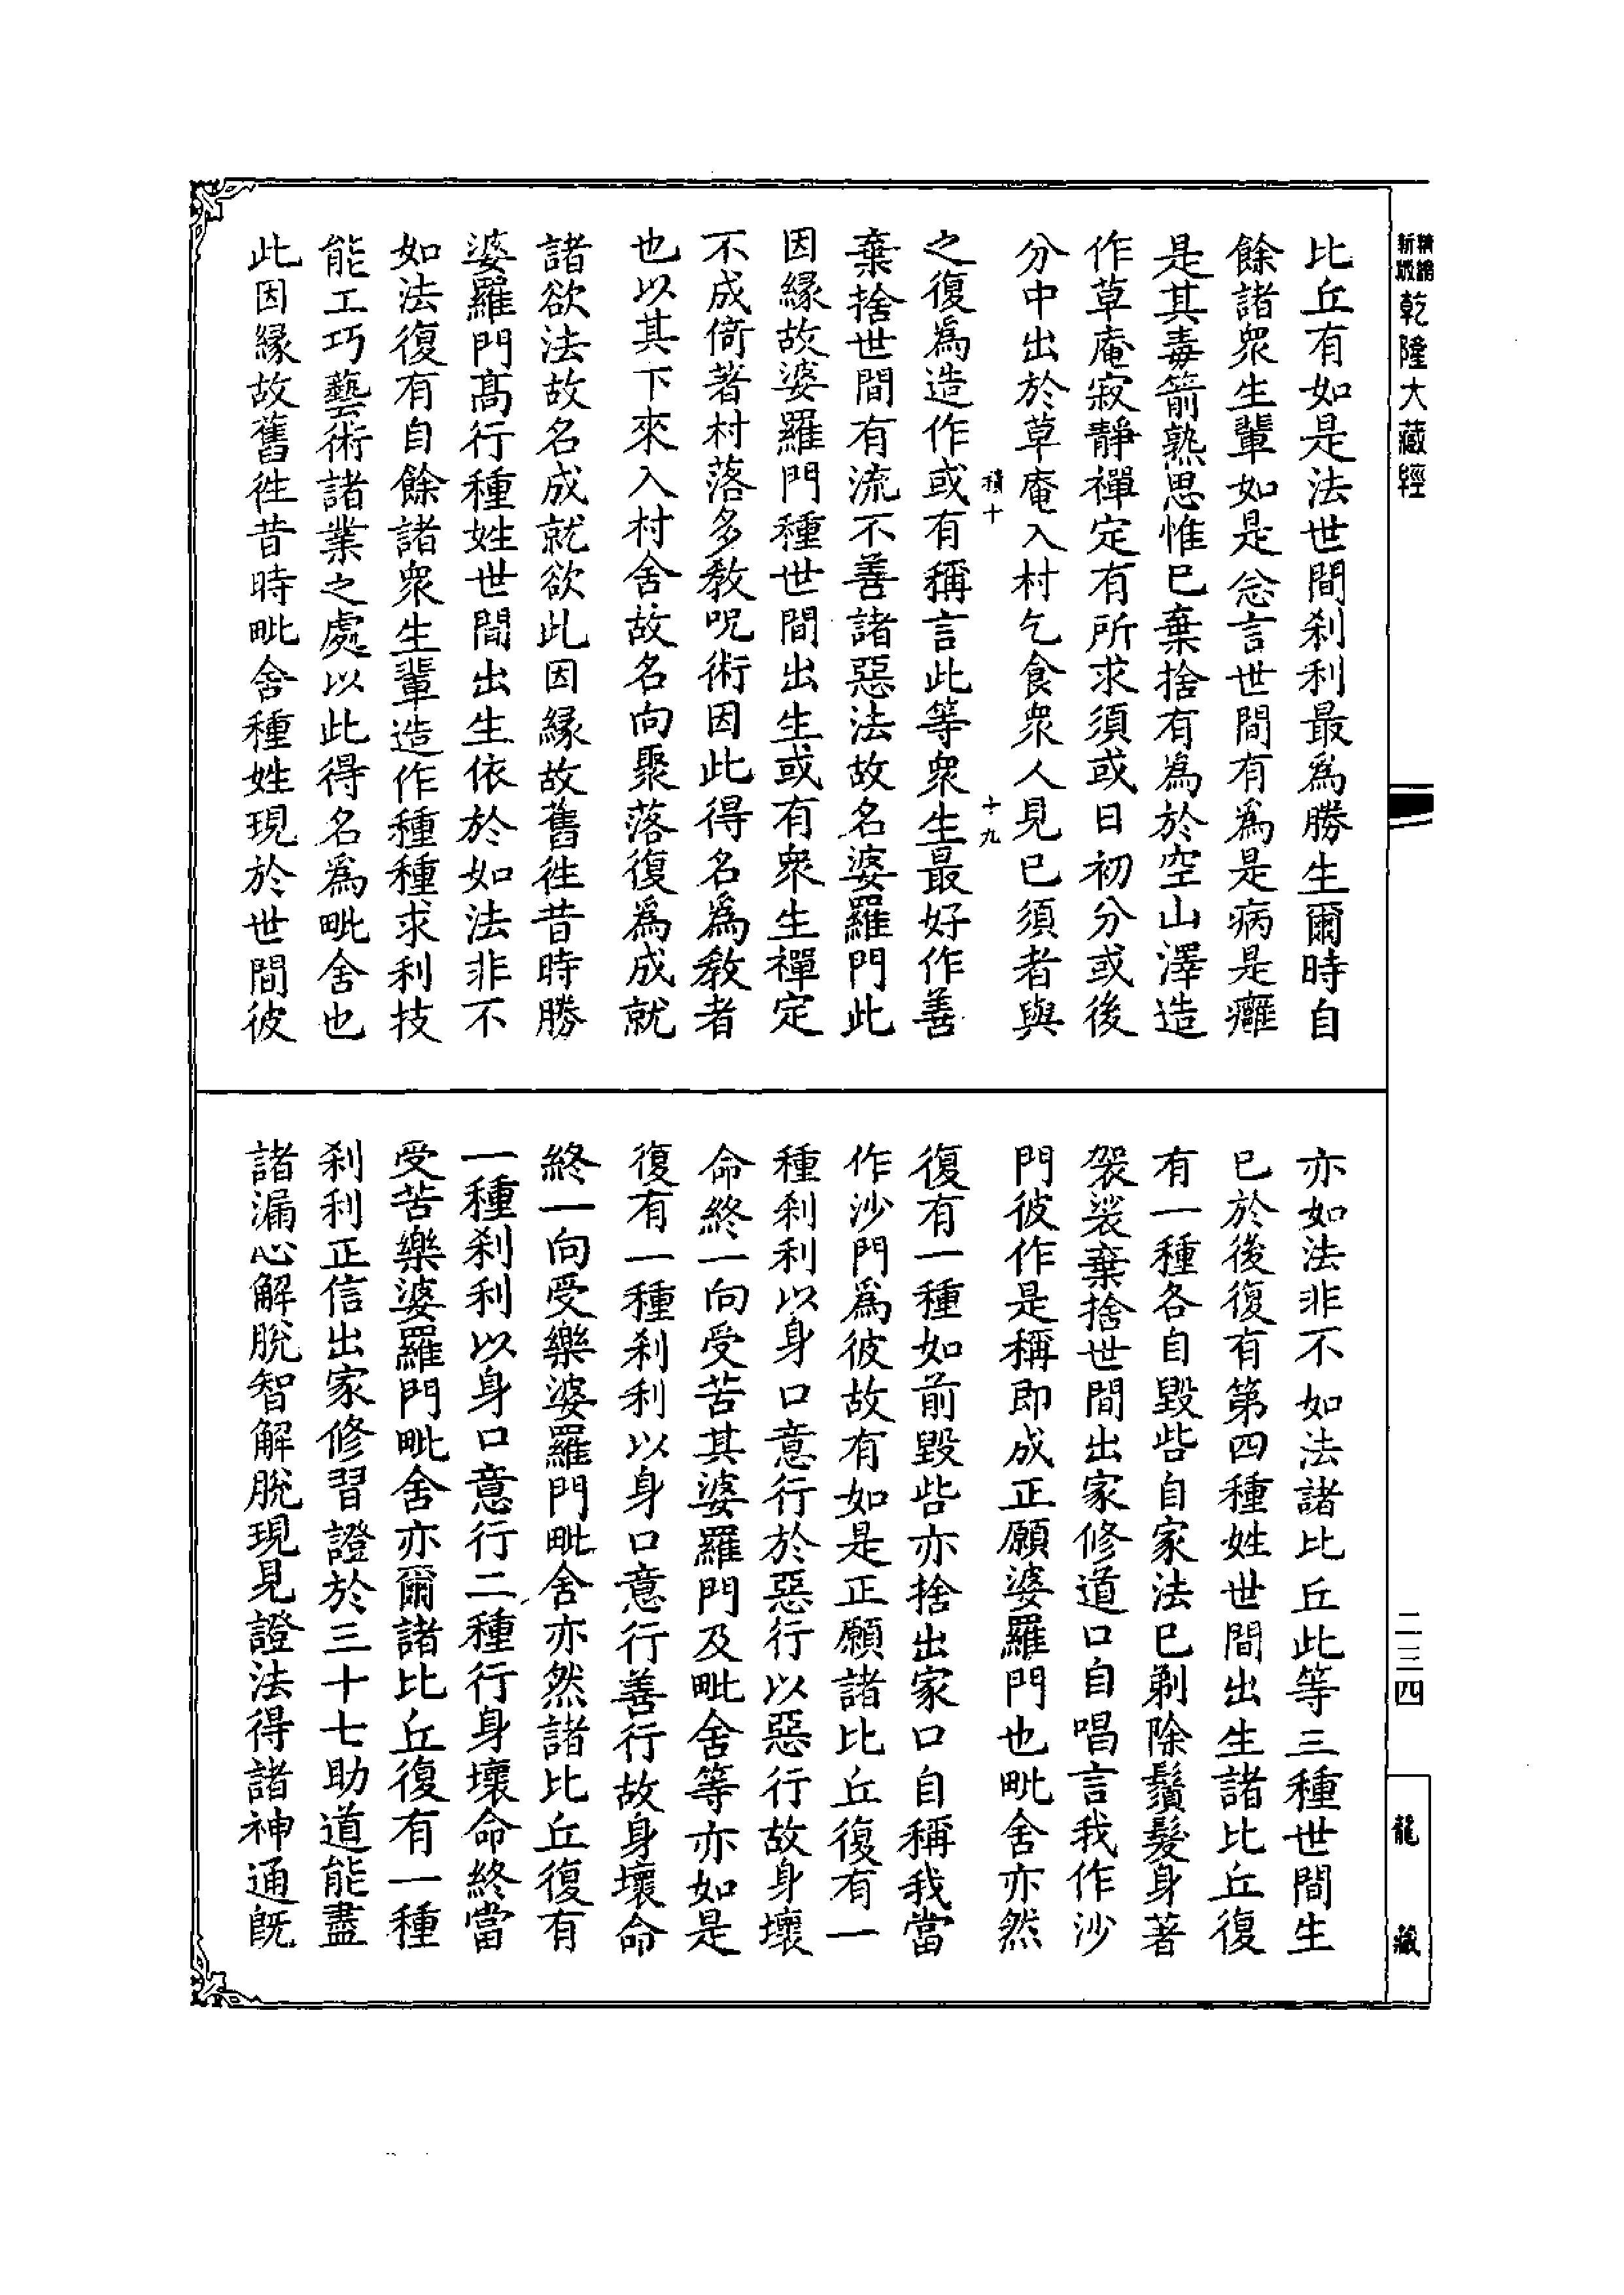 新編縮版乾隆大藏經
比丘有如是法世間刹利最爲勝生爾時自
餘諸衆生輩如是念言世間有爲是病是癰
是其毒箭熟思惟已棄捨有爲於空山澤造
作草庵寂靜禪定有所求須或日初分或後
分中出於草庵入村乞食衆人見已須者與
積十
十九
之復爲造作或有稱言此等衆生最好作善
棄捨世間有流不善諸惡法故名婆羅門此
因緣故婆羅門種世間出生或有衆生禪定
不成倚著村落多教呪術因此得名爲教者
也以其下來入村舍故名向聚落復爲成就
諸欲法故名成就欲此因緣故舊往昔時勝
婆羅門高行種姓世間出生依於如法非不
如法復有自餘諸衆生輩造作種種求利技
能工巧藝術諸業之處以此得名爲毗舍也
此因緣故舊往昔時毗舍種姓現於世間彼
亦如法非不如法諸比丘此等三種世間生
已於後復有第四種姓世間出生諸比丘復
有一種各自毀呰自家法已剃除鬚髮身著
袈裟棄捨世間出家修道口自唱言我作沙
門彼作是稱即成正願婆羅門也毗舍亦然
復有一種如前毀呰亦捨出家口自稱我當
作沙門爲彼故有如是正願諸比丘復有一
種刹利以身口意行於惡行以惡行故身壞
命終一向受苦其婆羅門及毗舍等亦如是
復有一種刹利以身口意行善行故身壞命
終一向受樂婆羅門毗舍亦然諸比丘復有
一種刹利以身口意行二種行身壞命終當
受苦樂婆羅門毗舍亦爾諸比丘復有一種
刹利正信出家修習證於三十七助道能盡
諸漏心解脫智解脫現見證法得諸神通旣
二三四
龍藏